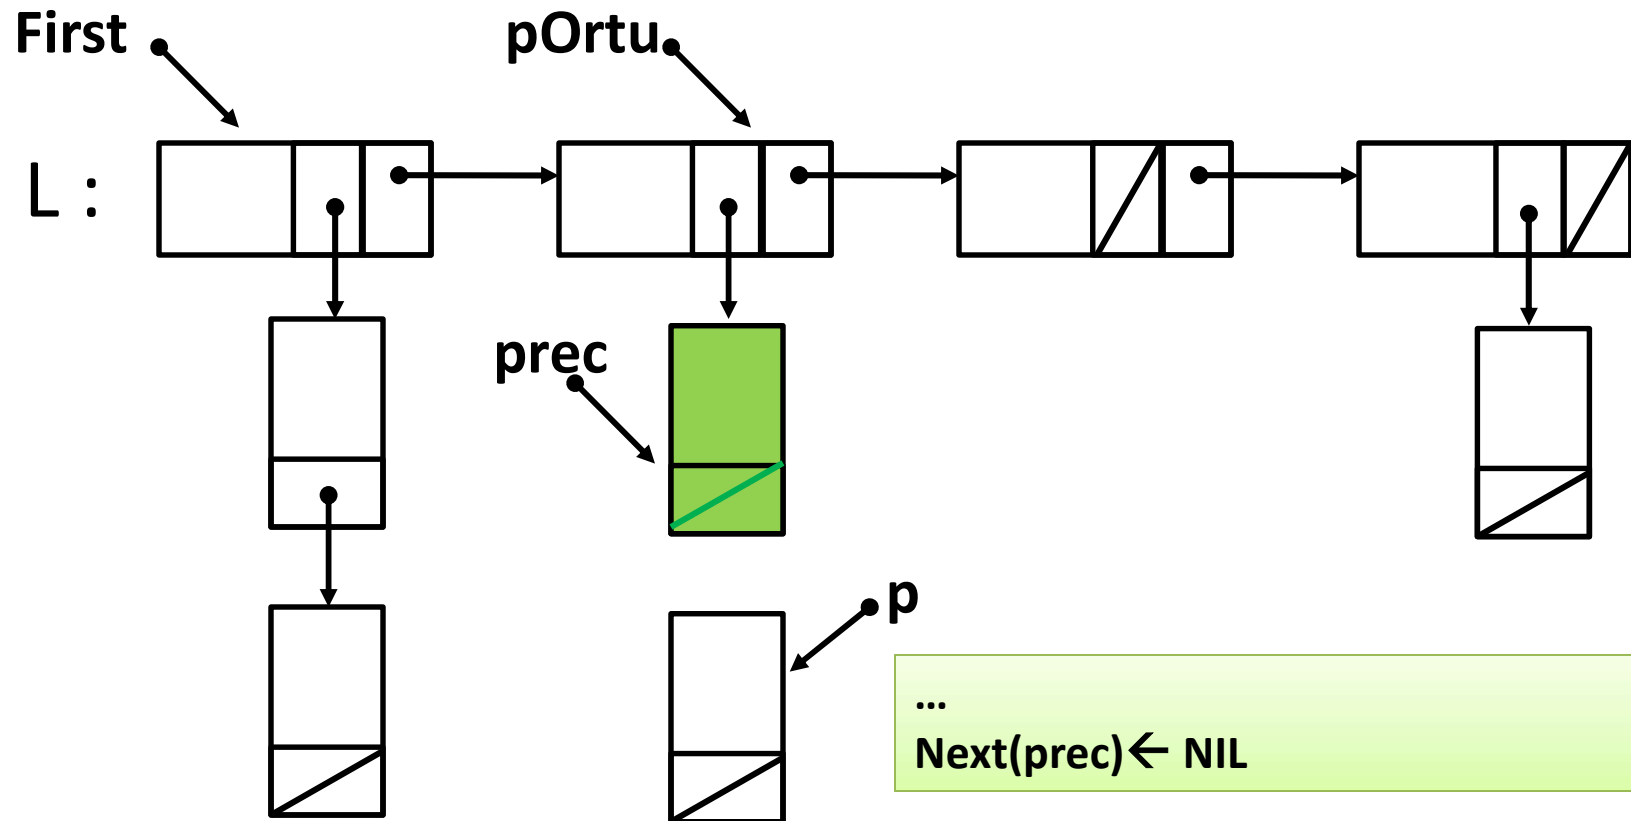 First
pOrtu
L :
prec
p
...
Next(prec)← NIL